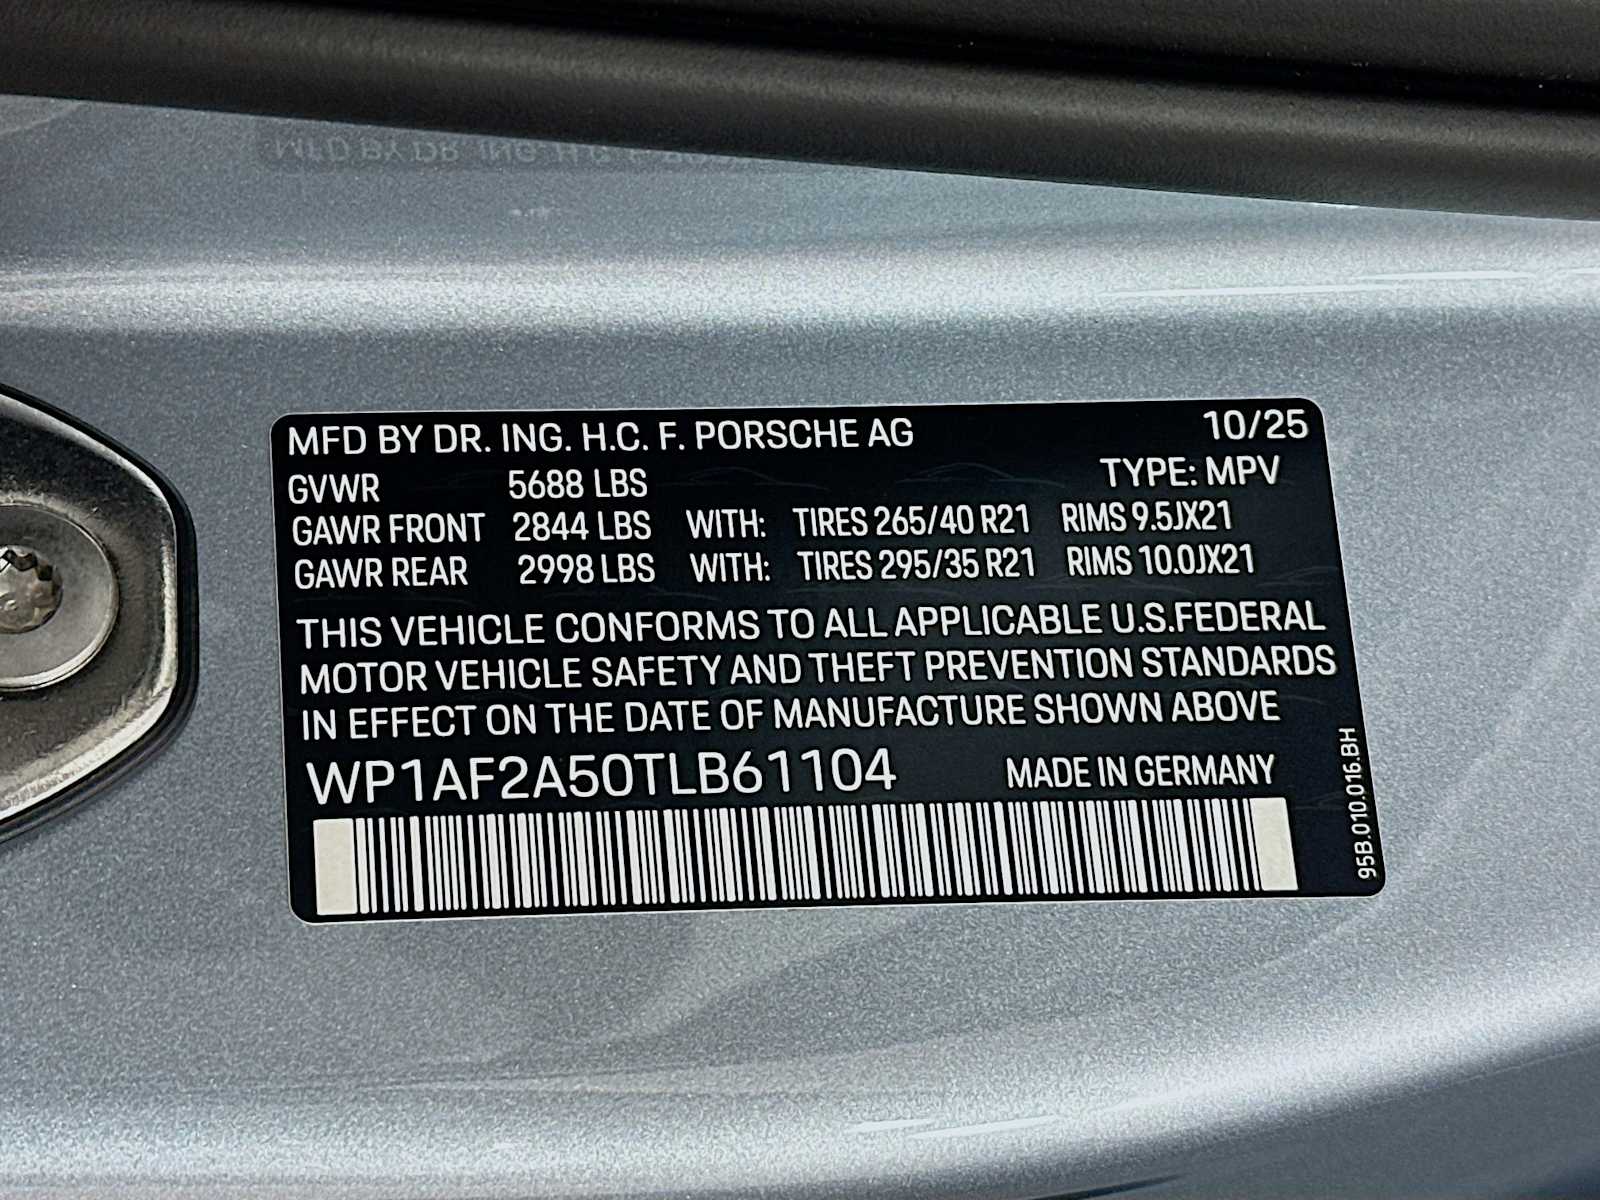 MFD BY DR. ING. H.C. F. PORSCHE AG 10/25
GVWR 5688 LBS TYPE: MPV
GAWR FRONT 2844 LBS WITH: TIRES 265/40 R21 RIMS 9.5JX21
GAWR REAR 2998 LBS WITH: TIRES 295/35 R21 RIMS 10.0JX21
THIS VEHICLE CONFORMS TO ALL APPLICABLE U.S.FEDERAL
MOTOR VEHICLE SAFETY AND THEFT PREVENTION STANDARDS
IN EFFECT ON THE DATE OF MANUFACTURE SHOWN ABOVE
WP1AF2A50TLB61104 MADE IN GERMANY
95B.010.016.BH